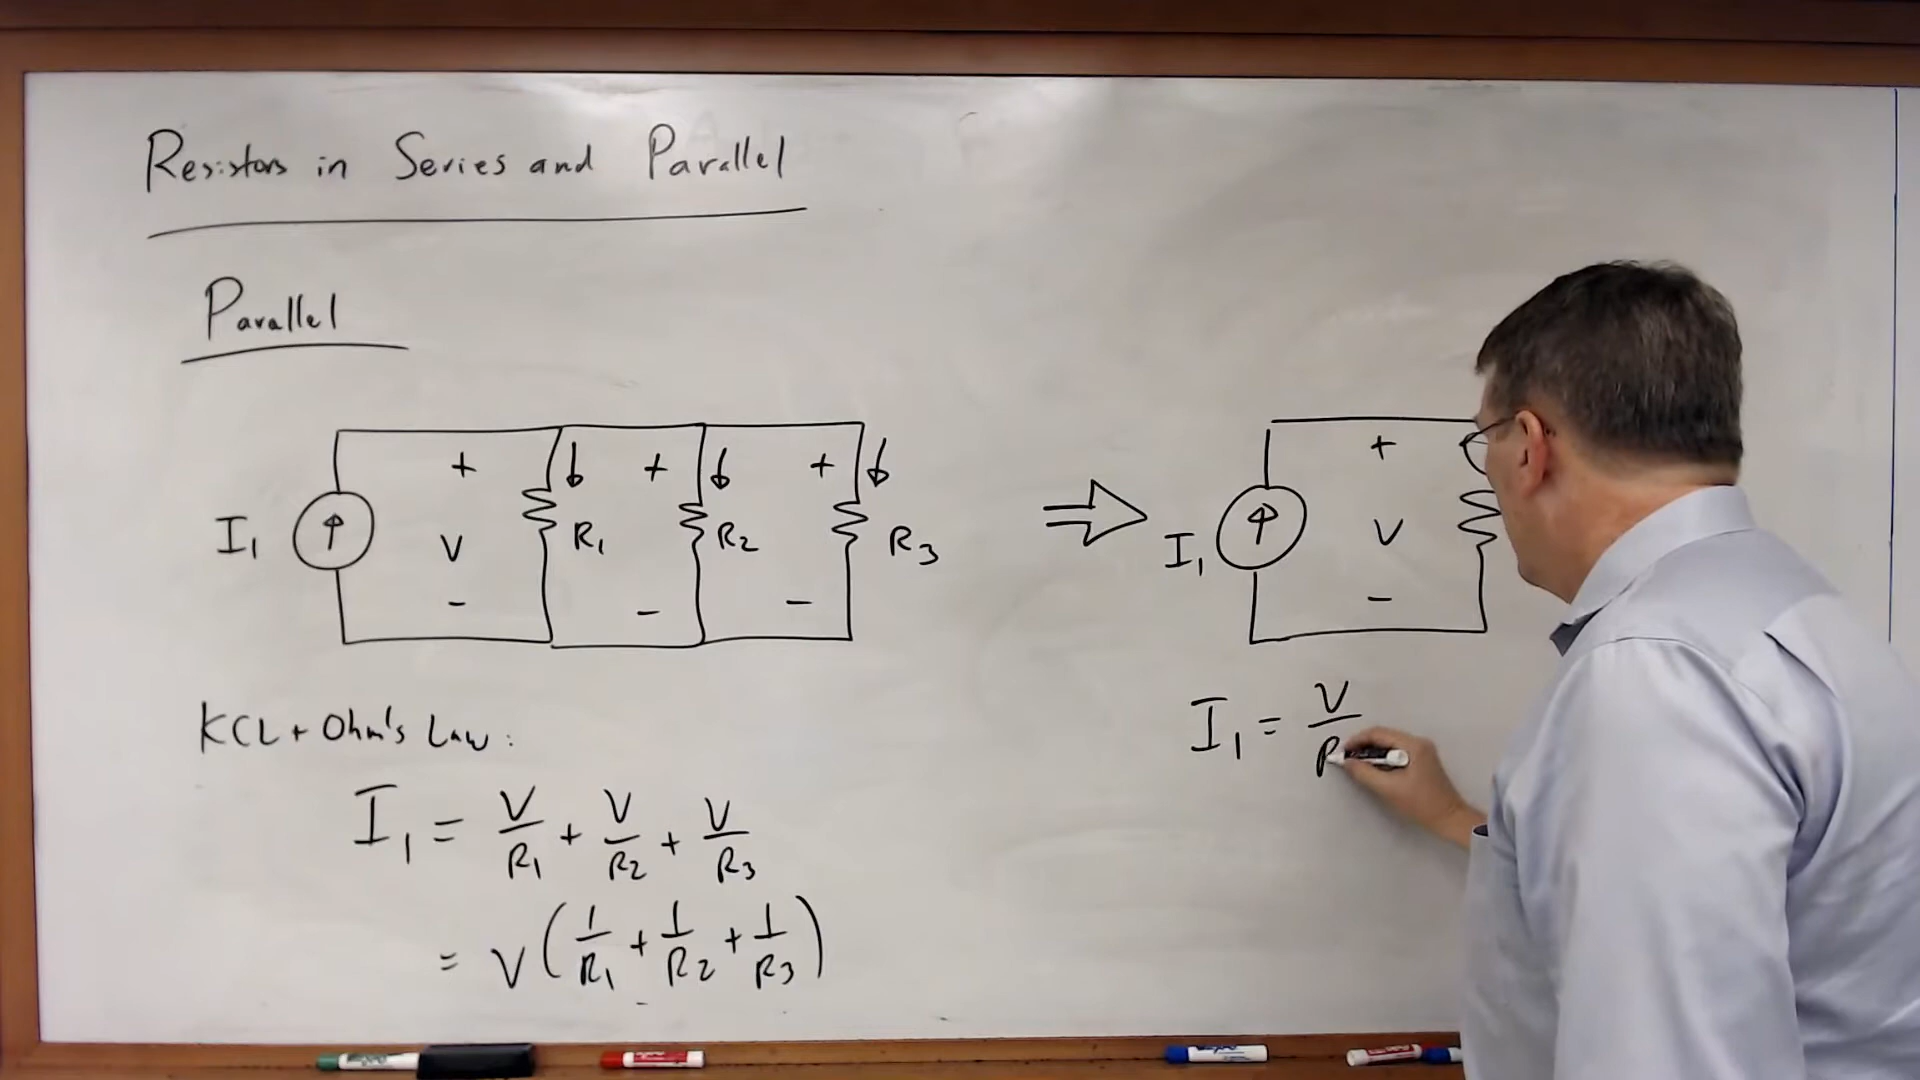 Resistors in Series and Parallel
Parallel
I₁ + V - R₁ + - R₂ + - R₃ ⇒ I₁ + V -
KCL + Ohm's Law:
I₁ = V/R₁ + V/R₂ + V/R₃
= V(1/R₁ + 1/R₂ + 1/R₃)
I₁ = V/R